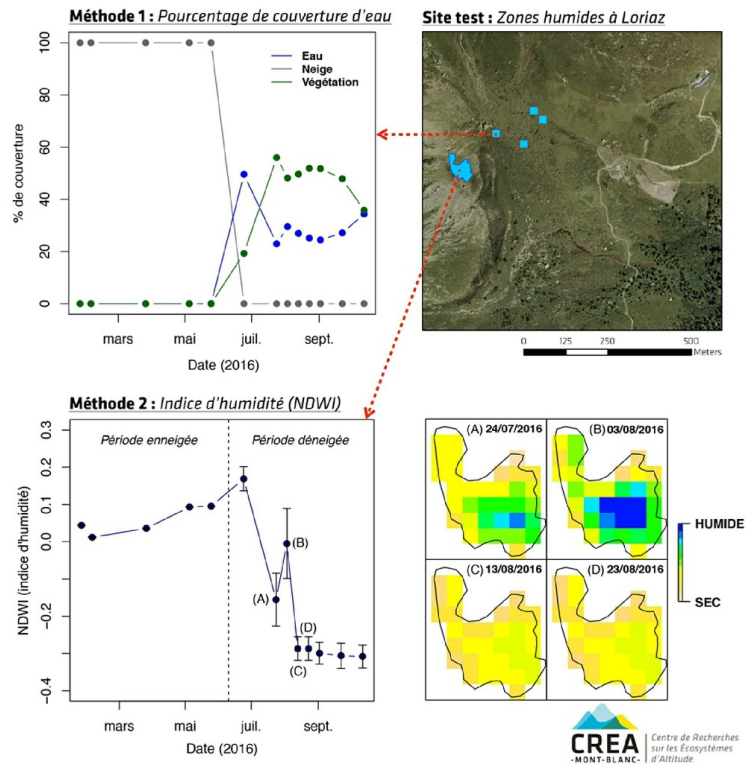 Méthode 1 : Pourcentage de couverture d'eau
Site test : Zones humides à Loriaz
Eau
Neige
Végétation
100
80
60
40
20
0
% de couverture
mars mai juil. sept.
Date (2016)
0 125 250 500
Meters
Méthode 2 : Indice d'humidité (NDWI)
Période enneigée Période déneigée
0.3
0.2
0.1
0.0
−0.2
−0.4
NDWI (indice d'humidité)
(A)
(B)
(C)
(D)
mars mai juil. sept.
Date (2016)
(A) 24/07/2016
(B) 03/08/2016
(C) 13/08/2016
(D) 23/08/2016
HUMIDE
SEC
CREA
-MONT-BLANC-
Centre de Recherches
sur les Écosystèmes
d'Altitude